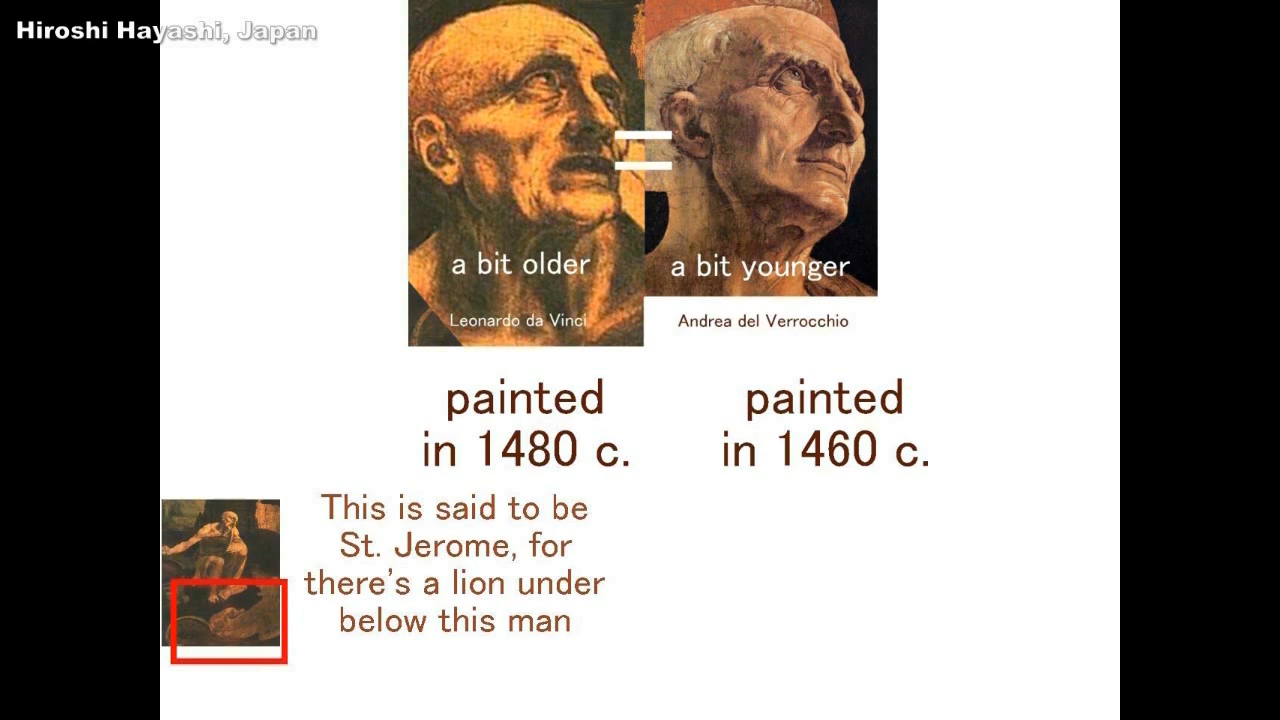 Hiroshi Hayashi, Japan
a bit older
a bit younger
Leonardo da Vinci
Andrea del Verrocchio
painted
in 1480 c.
painted
in 1460 c.
This is said to be
St. Jerome, for
there's a lion under
below this man